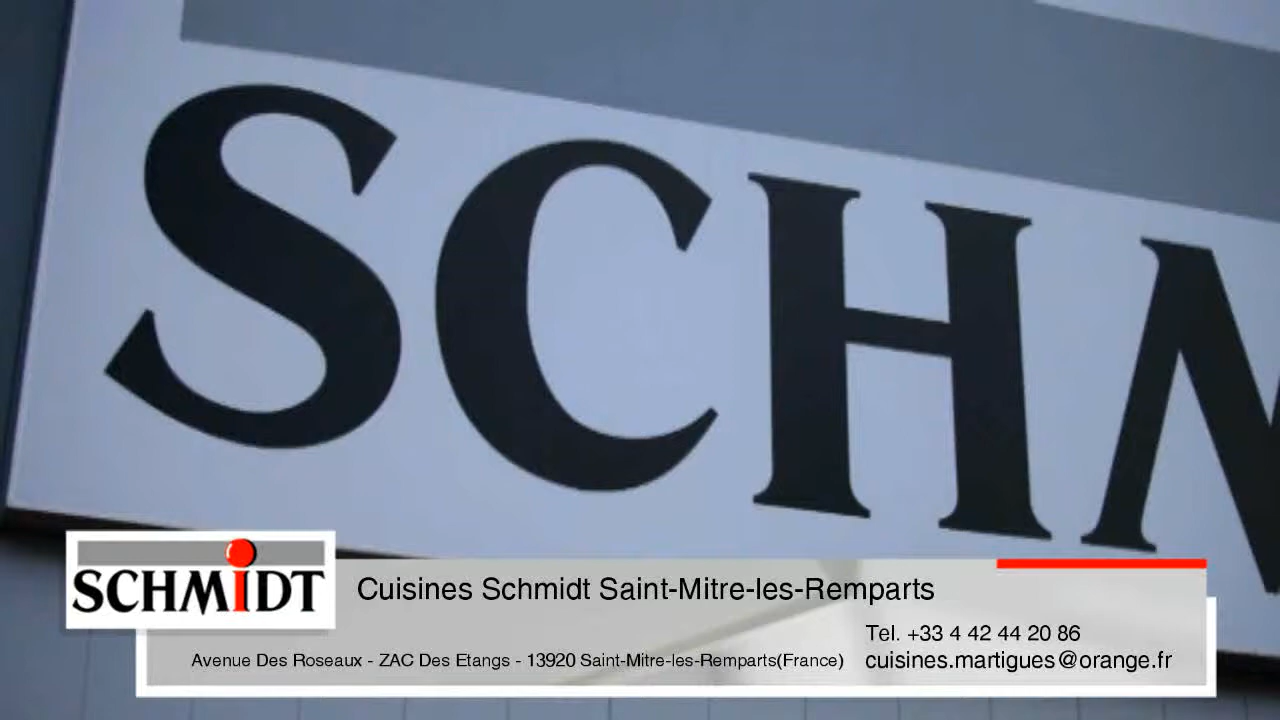 SCHM
SCHMIDT
Cuisines Schmidt Saint-Mitre-les-Remparts
Tel. +33 4 42 44 20 86
Avenue Des Roseaux - ZAC Des Etangs - 13920 Saint-Mitre-les-Remparts(France)
cuisines.martigues@orange.fr